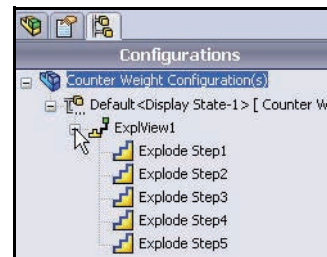 Configurations
Counter Weight Configuration(s)
Default<Display State-1> [ Counter W
ExplView1
Explode Step1
Explode Step2
Explode Step3
Explode Step4
Explode Step5